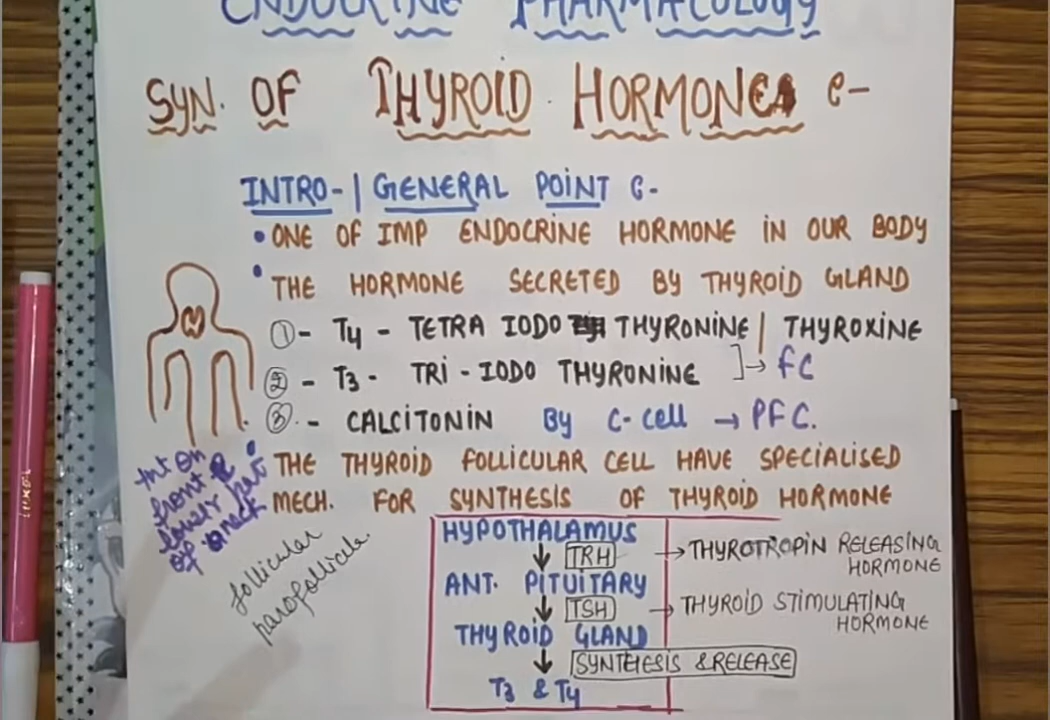 ENDOCRINE PHARMACOLOGY
SYN. OF THYROID HORMONE :-
INTRO-| GENERAL POINT :-
• ONE OF IMP ENDOCRINE HORMONE IN OUR BODY
• THE HORMONE SECRETED BY THYROID GLAND
① - T4 - TETRA IODO THYRONINE | THYROXINE
② - T3 - TRI - IODO THYRONINE ]→ FC
③ - CALCITONIN By C-cell → PFC.
• THE THYROID FOLLICULAR CELL HAVE SPECIALISED
MECH. FOR SYNTHESIS OF THYROID HORMONE
on
front &
lower part
of neck
follicular
parafollicula.
HYPOTHALAMUS
↓ TRH → THYROTROPIN RELEASING
HORMONE
ANT. PITUITARY
↓ TSH → THYROID STIMULATING
HORMONE
THYROID GLAND
↓ SYNTHESIS & RELEASE
T3 & T4